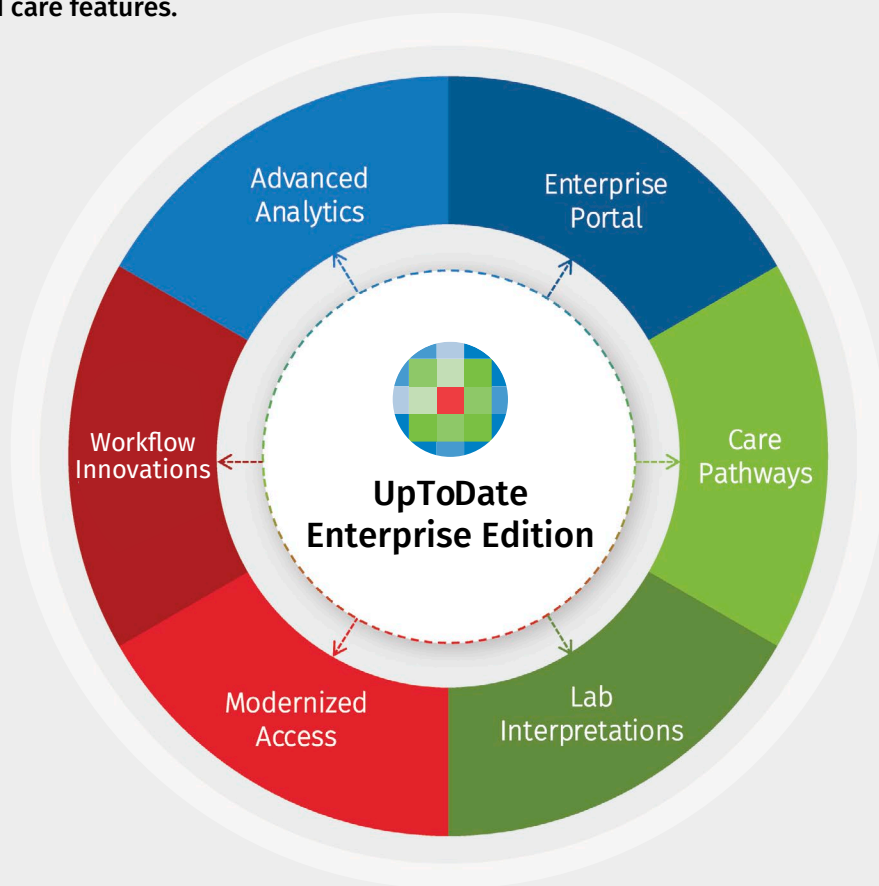 care features.
Advanced
Analytics
Enterprise
Portal
Care
Pathways
Lab
Interpretations
Modernized
Access
Workflow
Innovations
UpToDate
Enterprise Edition